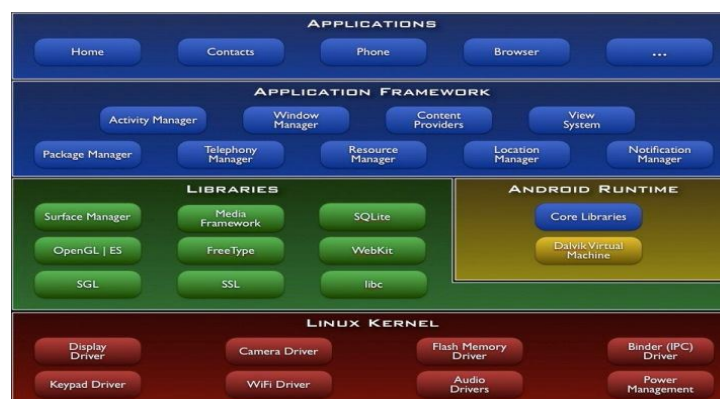 APPLICATIONS
Home
Contacts
Phone
Browser
...
APPLICATION FRAMEWORK
Activity Manager
Window
Manager
Content
Providers
View
System
Package Manager
Telephony
Manager
Resource
Manager
Location
Manager
Notification
Manager
LIBRARIES
Surface Manager
Media
Framework
SQLite
OpenGL | ES
FreeType
WebKit
SGL
SSL
libc
ANDROID RUNTIME
Core Libraries
Dalvik Virtual
Machine
LINUX KERNEL
Display
Driver
Camera Driver
Flash Memory
Driver
Binder (IPC)
Driver
Keypad Driver
WiFi Driver
Audio
Drivers
Power
Management